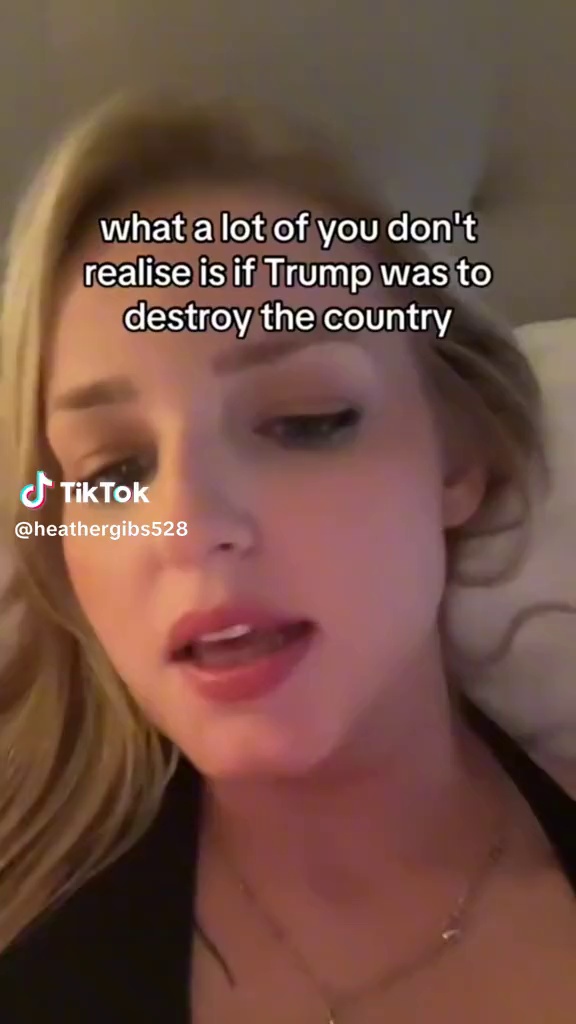 what a lot of you don't
realise is if Trump was to
destroy the country
TikTok
@heathergibs528